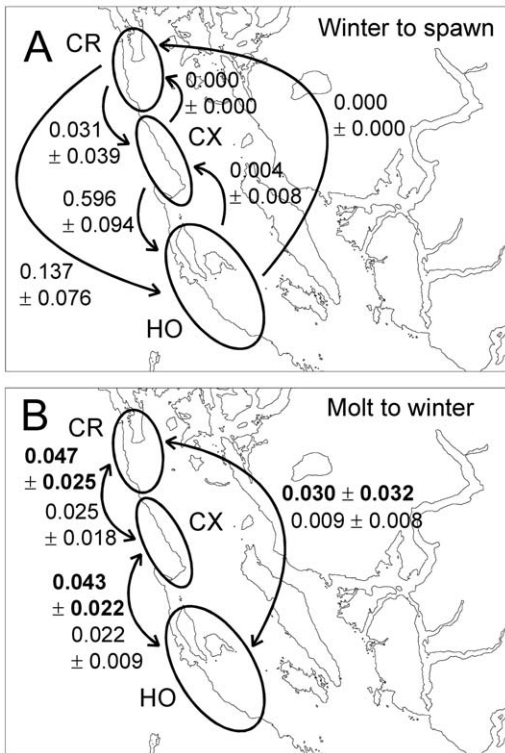 A
Winter to spawn
CR
0.000
± 0.000
0.000
± 0.000
0.031
± 0.039
CX
0.004
± 0.008
0.596
± 0.094
0.137
± 0.076
HO
B
Molt to winter
CR
0.047
± 0.025
0.025
± 0.018
0.030 ± 0.032
0.009 ± 0.008
CX
0.043
± 0.022
0.022
± 0.009
HO